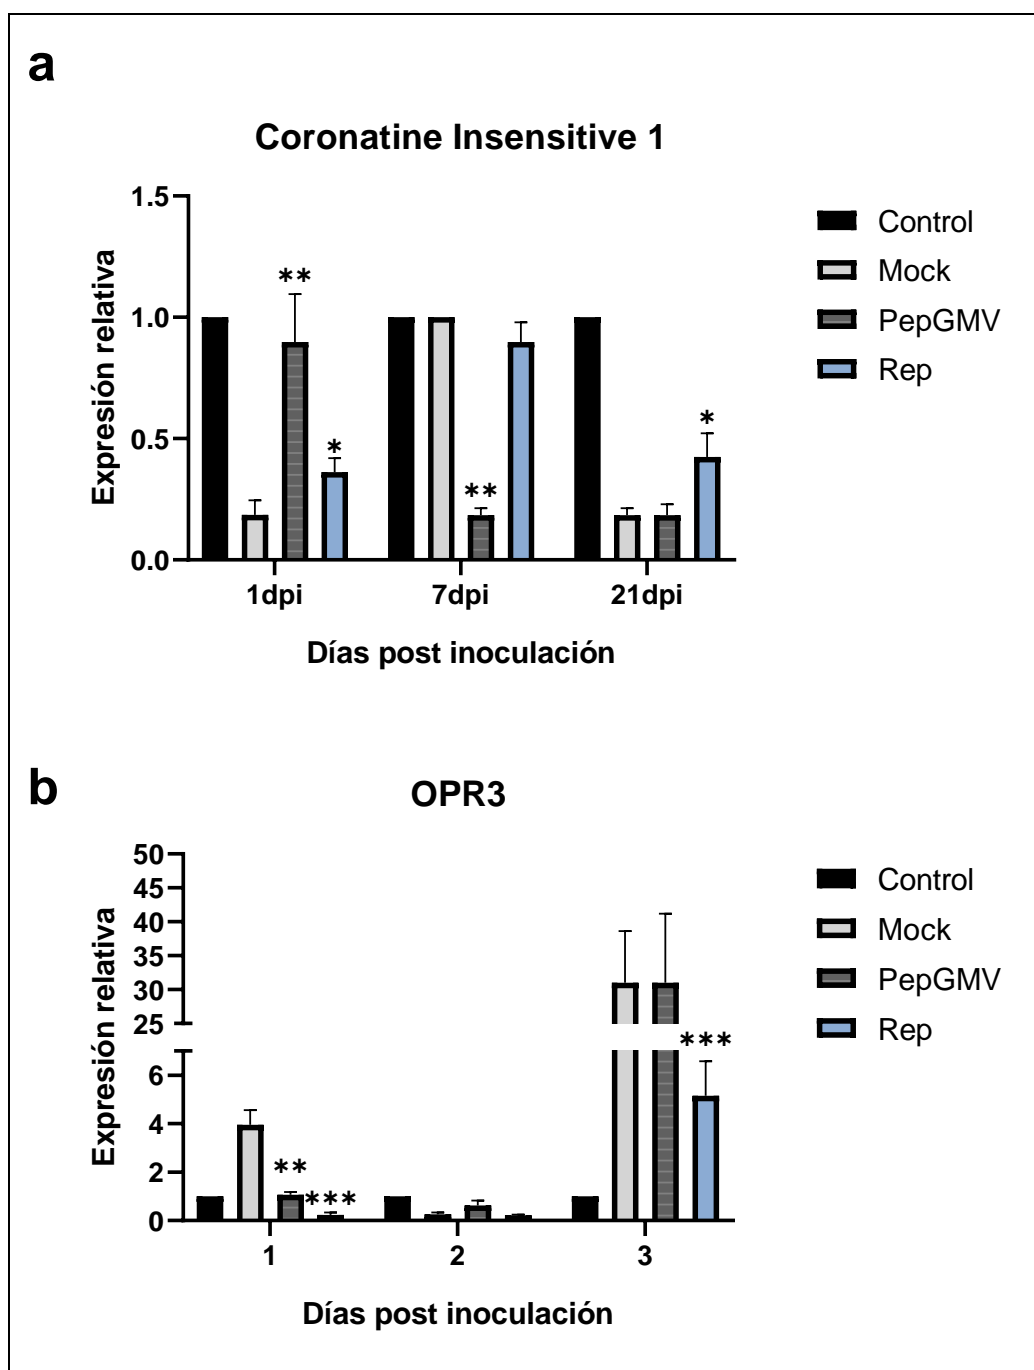 a
Coronatine Insensitive 1
Expresión relativa
1.5
1.0
0.5
0.0
**
*
**
*
1dpi
7dpi
21dpi
Días post inoculación
Control
Mock
PepGMV
Rep
b
OPR3
Expresión relativa
50
45
40
35
30
25
6
4
2
0
**
***
***
1
2
3
Días post inoculación
Control
Mock
PepGMV
Rep